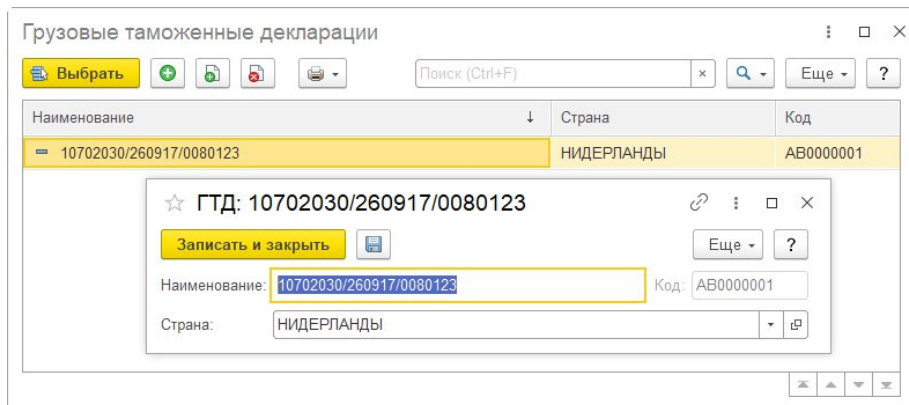 Грузовые таможенные декларации
Выбрать Поиск (Ctrl+F) × Еще ?
Наименование ↓ Страна Код
10702030/260917/0080123 НИДЕРЛАНДЫ АВ0000001
ГТД: 10702030/260917/0080123
Записать и закрыть Еще ?
Наименование: 10702030/260917/0080123 Код: АВ0000001
Страна: НИДЕРЛАНДЫ